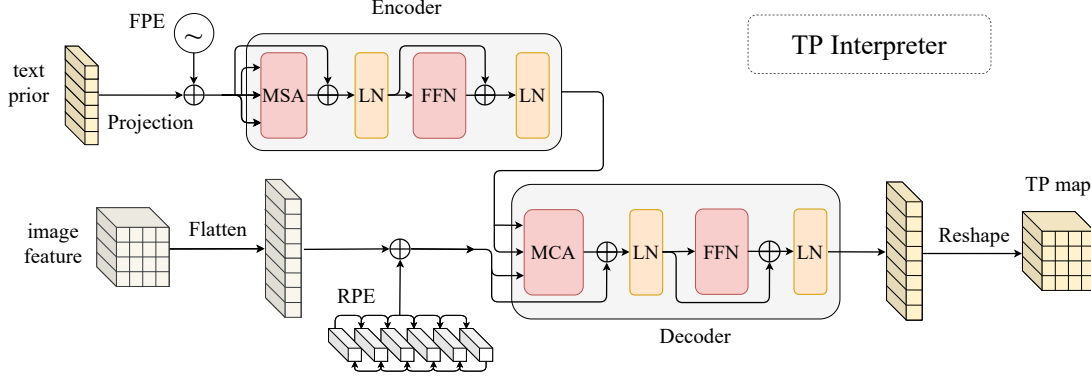 Encoder
FPE
~
TP Interpreter
text
prior
MSA
LN
FFN
LN
Projection
image
feature
Flatten
RPE
MCA
LN
FFN
LN
Decoder
TP map
Reshape